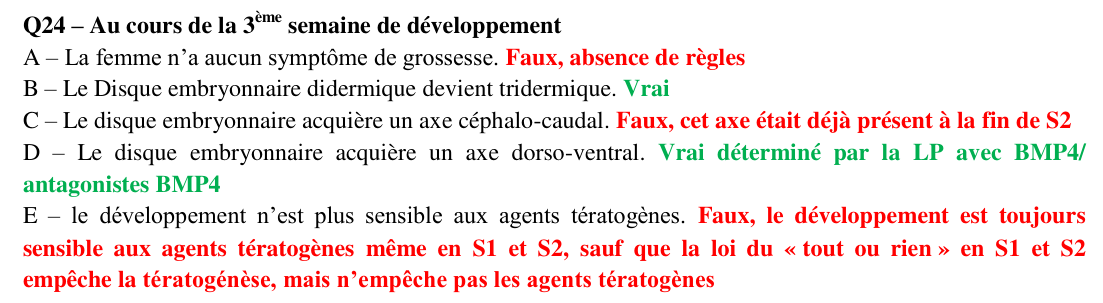 Q24 – Au cours de la 3ème semaine de développement
A – La femme n'a aucun symptôme de grossesse. Faux, absence de règles
B – Le Disque embryonnaire didermique devient tridermique. Vrai
C – Le disque embryonnaire acquière un axe céphalo-caudal. Faux, cet axe était déjà présent à la fin de S2
D – Le disque embryonnaire acquière un axe dorso-ventral. Vrai déterminé par la LP avec BMP4/
antagonistes BMP4
E – le développement n'est plus sensible aux agents tératogènes. Faux, le développement est toujours
sensible aux agents tératogènes même en S1 et S2, sauf que la loi du « tout ou rien » en S1 et S2
empêche la tératogénèse, mais n'empêche pas les agents tératogènes